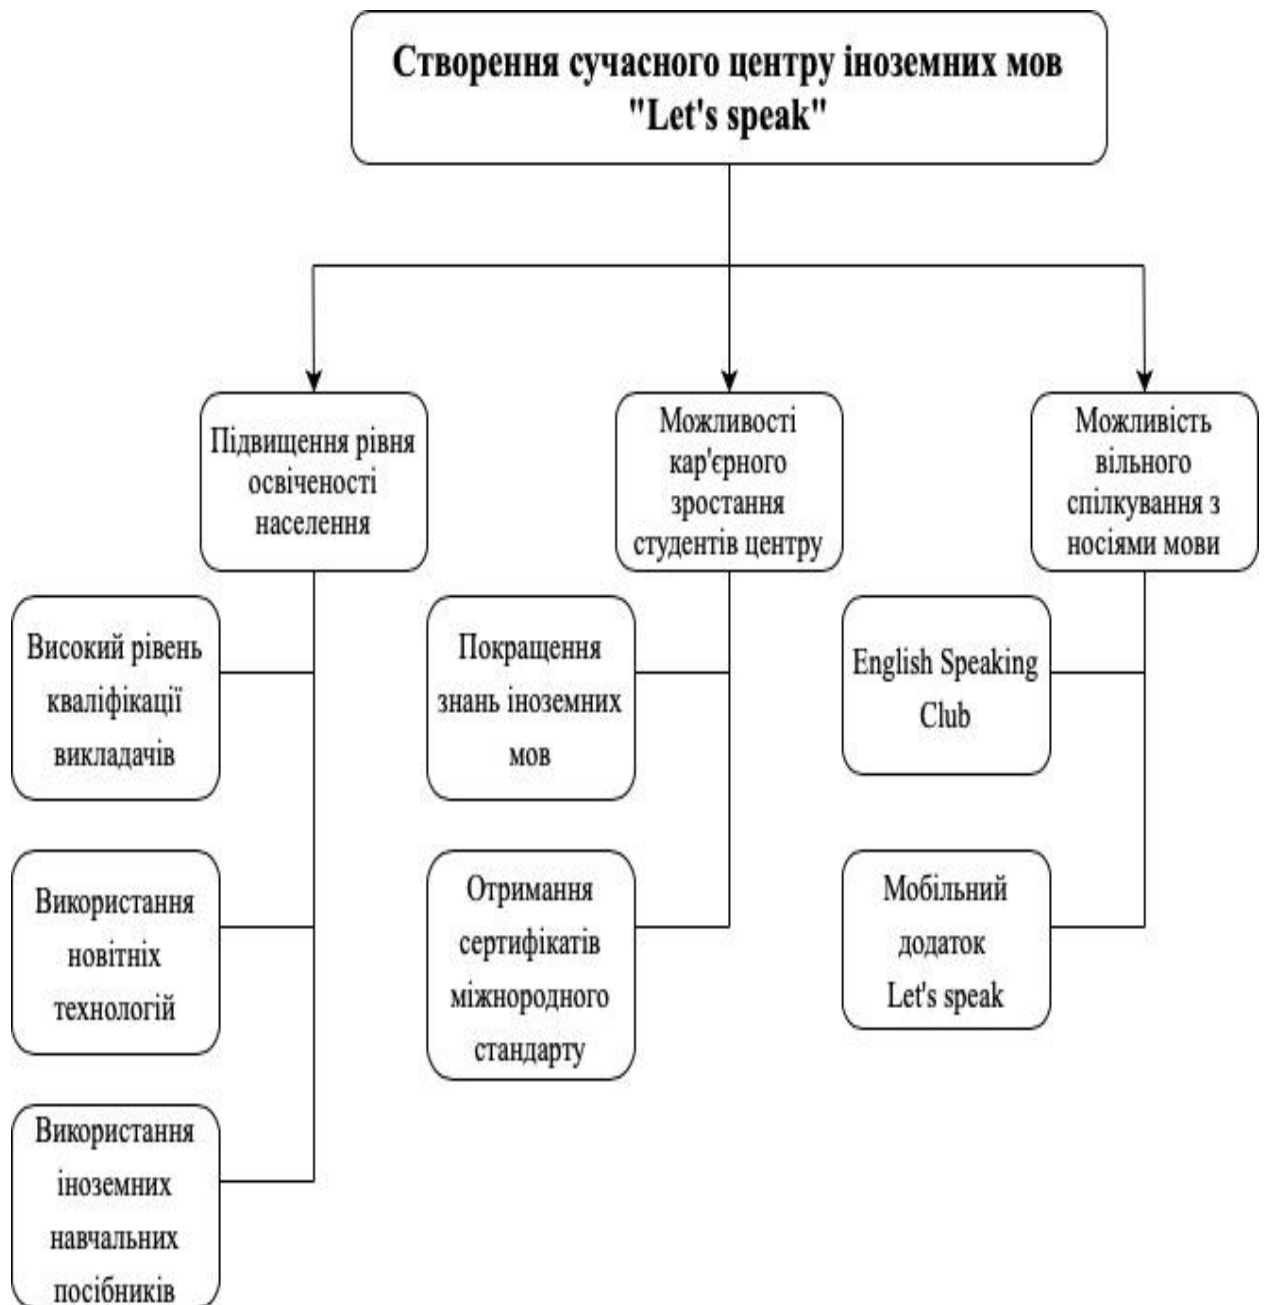 Створення сучасного центру іноземних мов
"Let's speak"
Підвищення рівня
освіченості
населення
Можливості
кар'єрного
зростання
студентів центру
Можливість
вільного
спілкування з
носіями мови
Високий рівень
кваліфікації
викладачів
Використання
новітніх
технологій
Використання
іноземних
навчальних
посібників
Покращення
знань іноземних
мов
Отримання
сертифікатів
міжнородного
стандарту
English Speaking
Club
Мобільний
додаток
Let's speak